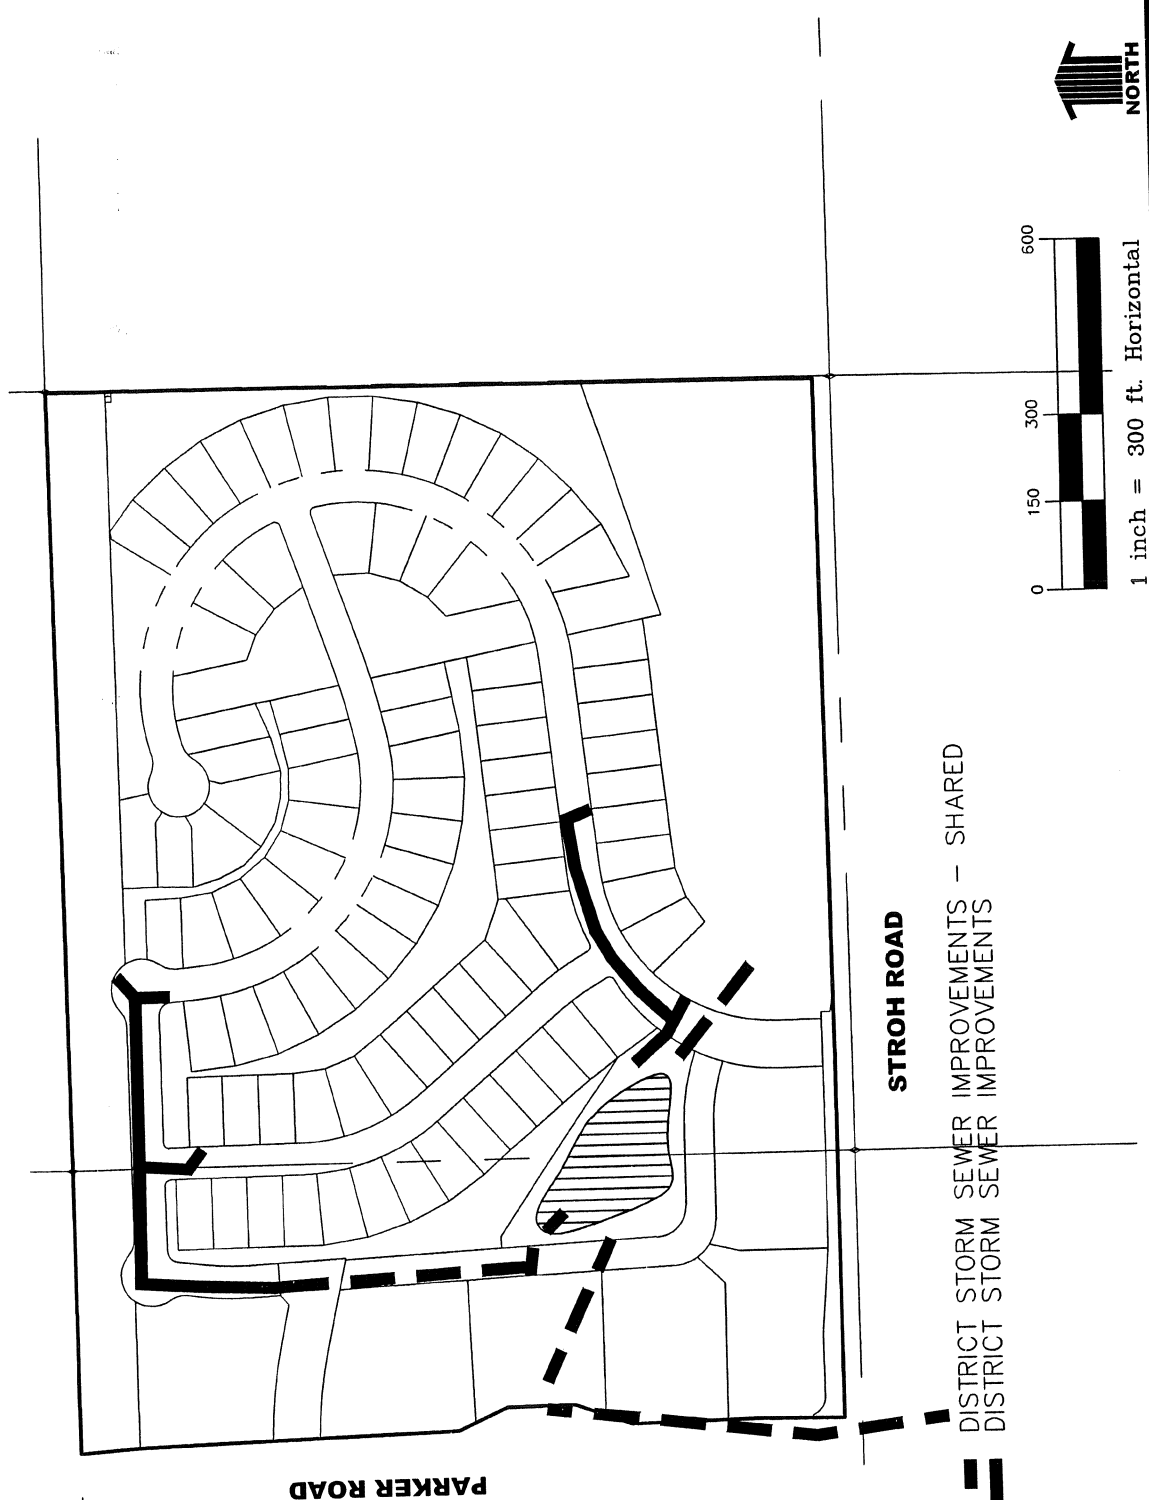 NORTH
600
300
150
0
1 inch = 300 ft. Horizontal
STROH ROAD
PARKER ROAD
DISTRICT STORM SEWER IMPROVEMENTS - SHARED
DISTRICT STORM SEWER IMPROVEMENTS